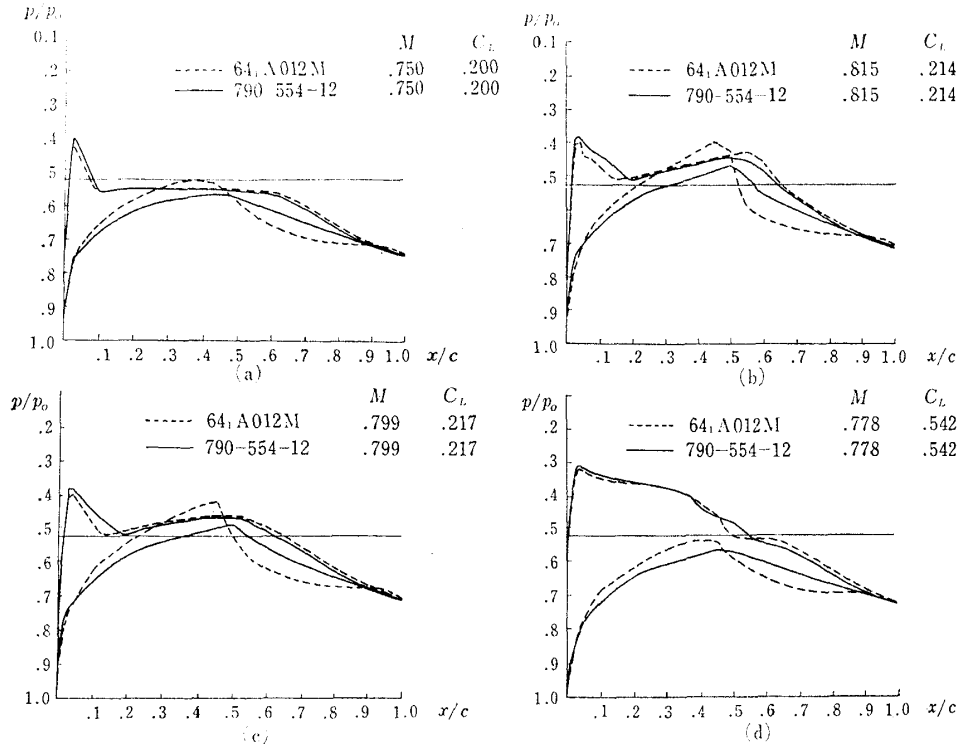 p/p₀
0.1
.2
.3
.4
.5
.6
.7
.8
.9
1.0
M C_L
64₁A012M .750 .200
790 554-12 .750 .200
.1 .2 .3 .4 .5 .6 .7 .8 .9 1.0 x/c
(a)
p/p₀
0.1
.2
.3
.4
.5
.7
.8
.9
1.0
M C_L
64₁A012M .815 .214
790-554-12 .815 .214
.1 .2 .3 .4 .5 .6 .7 .8 .9 1.0 x/c
(b)
p/p₀
.2
.3
.4
.5
.6
.7
.8
.9
1.0
M C_L
64₁A012M .799 .217
790-554-12 .799 .217
.1 .2 .3 .4 .5 .6 .7 .8 .9 1.0 x/c
(c)
p/p₀
.2
.3
.4
.5
.6
.7
.8
.9
1.0
M C_L
64₁A012M .778 .542
790-554-12 .778 .542
.1 .2 .3 .4 .5 .6 .7 .8 .9 1.0 x/c
(d)